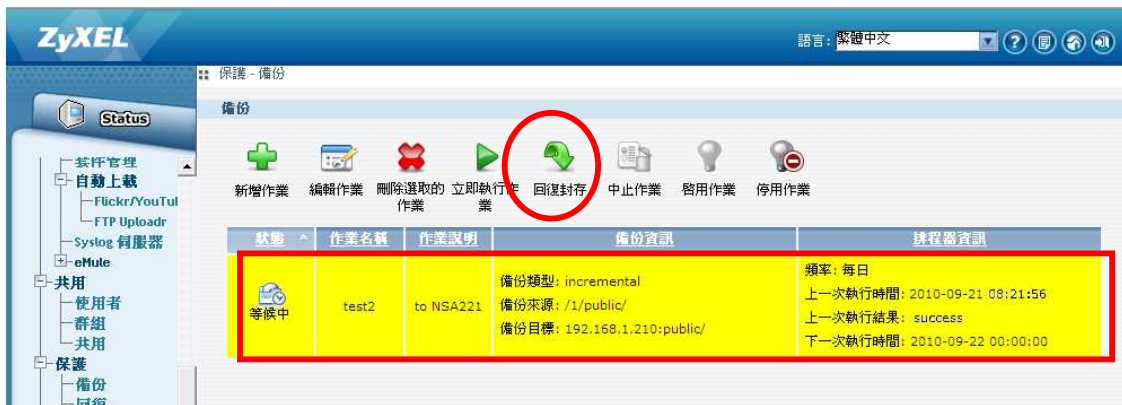 ZyXEL
語言: 繁體中文
保護 - 備份
Status
備份
新增作業
編輯作業
刪除選取的作業
立即執行作業
回復封存
中止作業
啓用作業
停用作業
套件管理
自動上載
Flickr/YouTul
FTP Uploadr
Syslog 伺服器
eMule
共用
使用者
群組
共用
保護
備份
回復
狀態 作業名稱 作業說明 備份資訊 排程器資訊
等候中
test2
to NSA221
備份類型: incremental
備份來源: /1/public/
備份目標: 192.168.1.210:public/
頻率: 每日
上一次執行時間: 2010-09-21 08:21:56
上一次執行結果: success
下一次執行時間: 2010-09-22 00:00:00